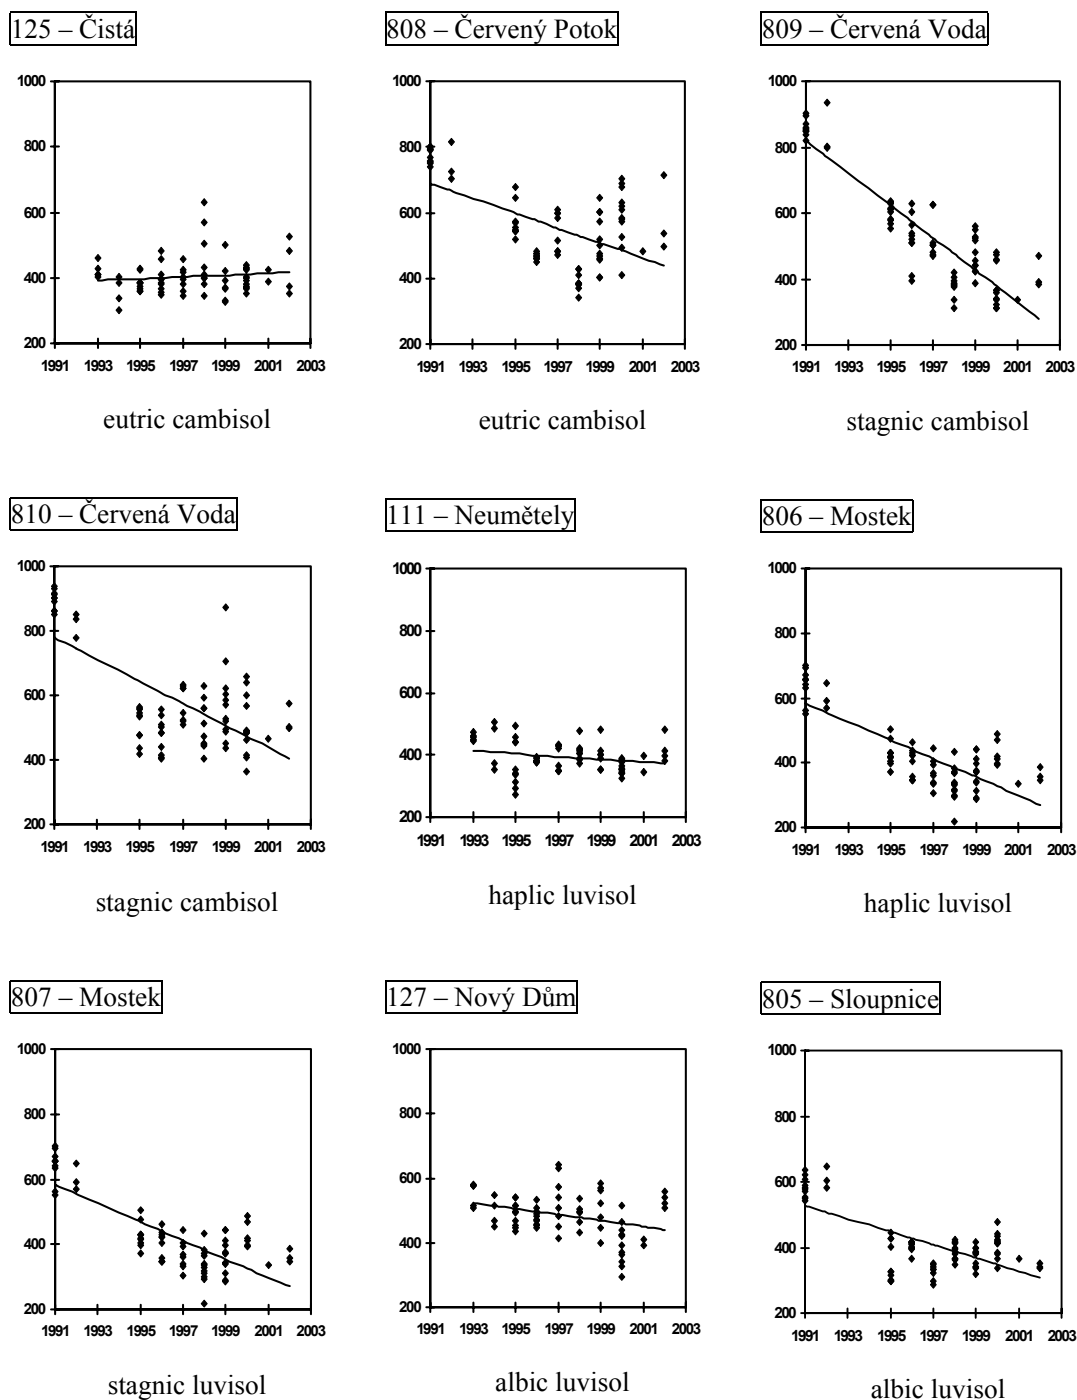 125 – Čistá
808 – Červený Potok
809 – Červená Voda
1000
800
600
400
200
1991 1993 1995 1997 1999 2001 2003
1000
800
600
400
200
1991 1993 1995 1997 1999 2001 2003
1000
800
600
400
200
1991 1993 1995 1997 1999 2001 2003
eutric cambisol
eutric cambisol
stagnic cambisol
810 – Červená Voda
111 – Neumětely
806 – Mostek
1000
800
600
400
200
1991 1993 1995 1997 1999 2001 2003
1000
800
600
400
200
1991 1993 1995 1997 1999 2001 2003
1000
800
600
400
200
1991 1993 1995 1997 1999 2001 2003
stagnic cambisol
haplic luvisol
haplic luvisol
807 – Mostek
127 – Nový Dům
805 – Sloupnice
1000
800
600
400
200
1991 1993 1995 1997 1999 2001 2003
1000
800
600
400
200
1991 1993 1995 1997 1999 2001 2003
1000
800
600
400
200
1991 1993 1995 1997 1999 2001 2003
stagnic luvisol
albic luvisol
albic luvisol